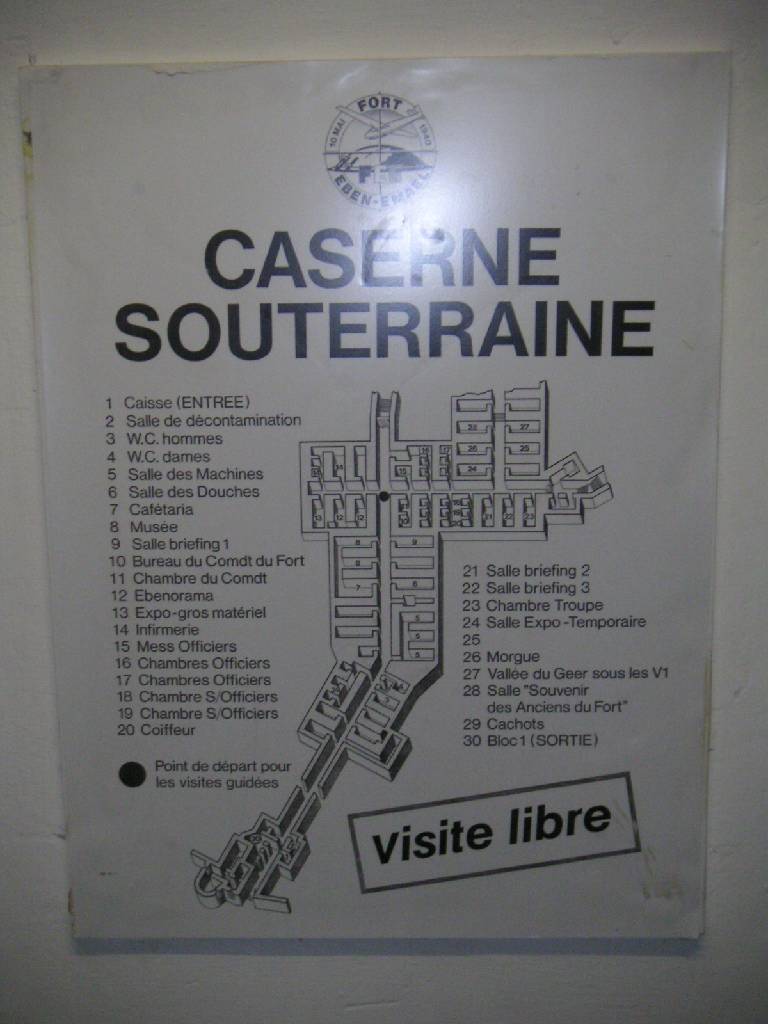 FORT
10 MAI 1940
EBEN-EMAEL
CASERNE
SOUTERRAINE
1 Caisse (ENTREE)
2 Salle de décontamination
3 W.C. hommes
4 W.C. dames
5 Salle des Machines
6 Salle des Douches
7 Cafétaria
8 Musée
9 Salle briefing 1
10 Bureau du Comdt du Fort
11 Chambre du Comdt
12 Ebenorama
13 Expo-gros matériel
14 Infirmerie
15 Mess Officiers
16 Chambres Officiers
17 Chambres Officiers
18 Chambre S/Officiers
19 Chambre S/Officiers
20 Coiffeur
Point de départ pour
les visites guidées
21 Salle briefing 2
22 Salle briefing 3
23 Chambre Troupe
24 Salle Expo-Temporaire
25
26 Morgue
27 Vallée du Geer sous les V1
28 Salle "Souvenir
des Anciens du Fort"
29 Cachots
30 Bloc 1 (SORTIE)
visite libre